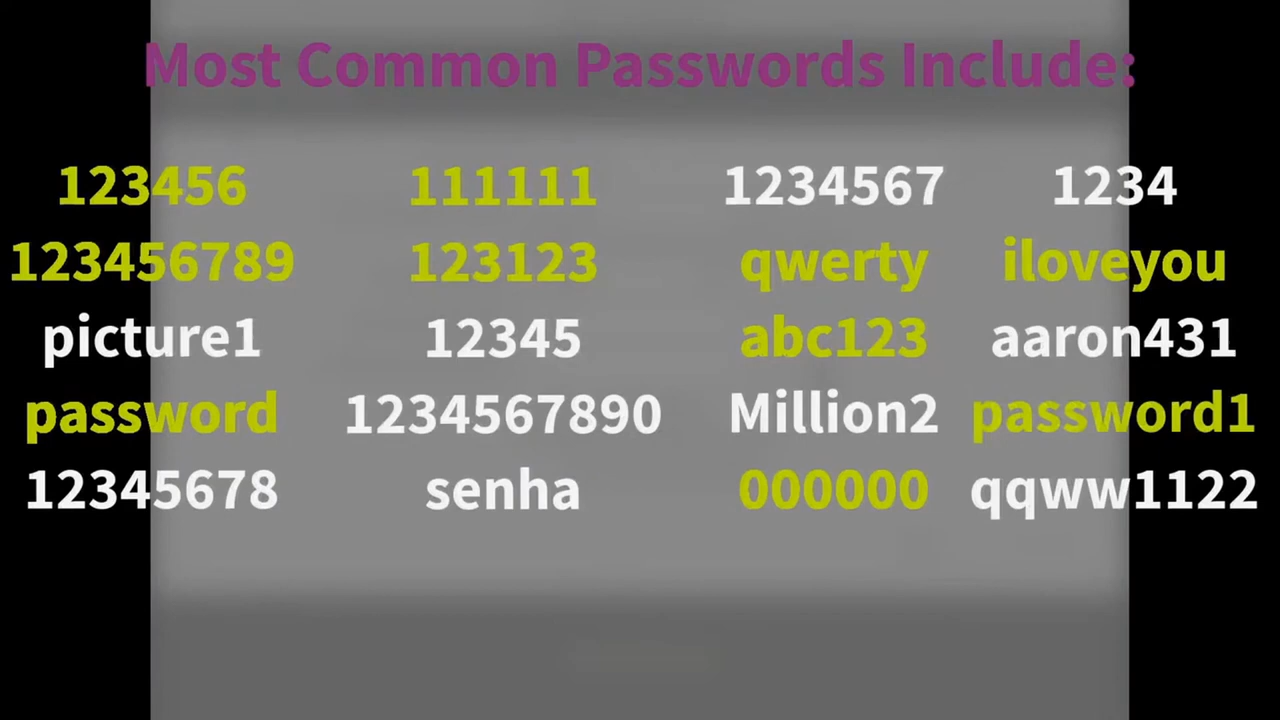 Most Common Passwords Include:
123456 111111 1234567 1234
123456789 123123 qwerty iloveyou
picture1 12345 abc123 aaron431
password 1234567890 Million2 password1
12345678 senha 000000 qqww1122